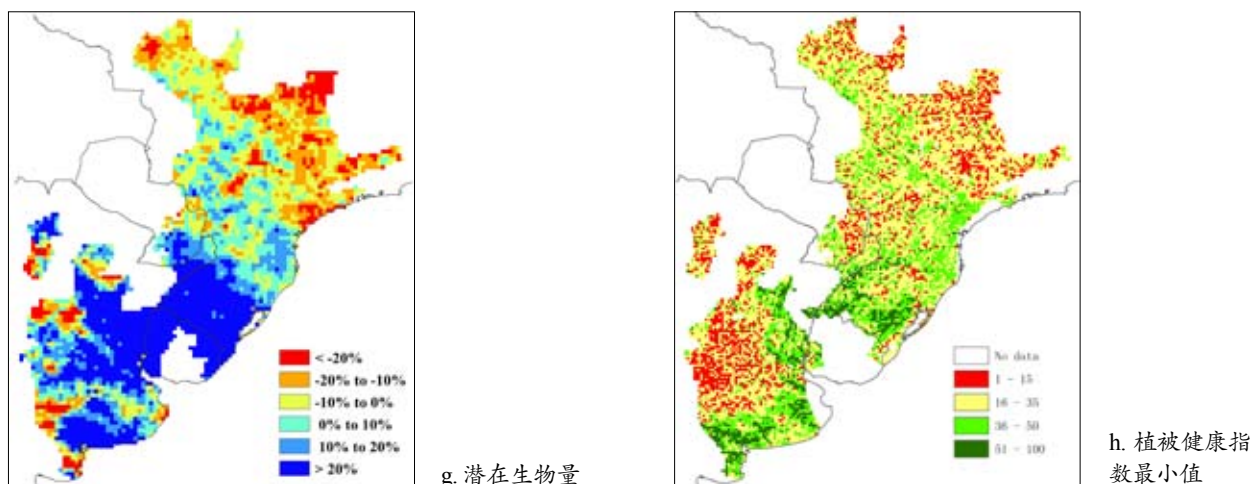 < -20%
-20% to -10%
-10% to 0%
0% to 10%
10% to 20%
> 20%
g. 潜在生物量
No data
1 - 15
16 - 35
36 - 50
51 - 100
h. 植被健康指
数最小值